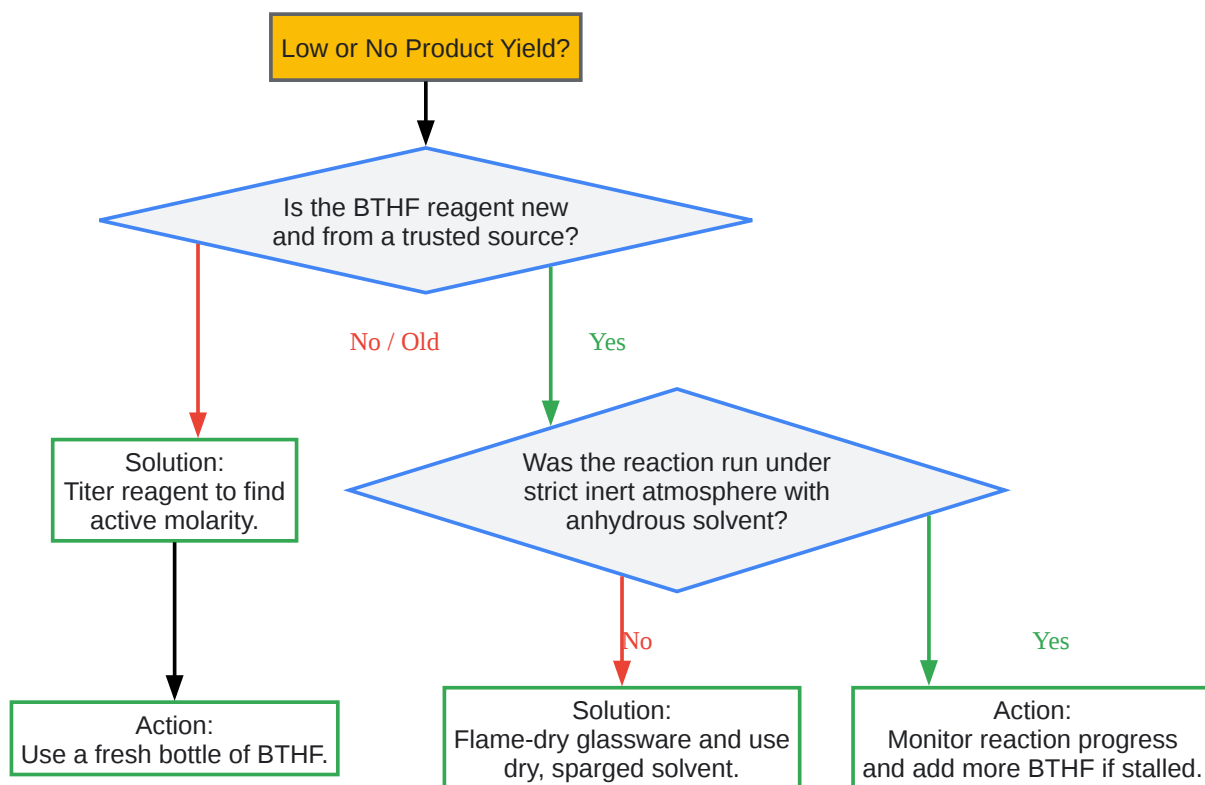 Low or No Product Yield?
Is the BTHF reagent new
and from a trusted source?
No / Old
Yes
Solution:
Titer reagent to find
active molarity.
Was the reaction run under
strict inert atmosphere with
anhydrous solvent?
No
Yes
Action:
Use a fresh bottle of BTHF.
Solution:
Flame-dry glassware and use
dry, sparged solvent.
Action:
Monitor reaction progress
and add more BTHF if stalled.